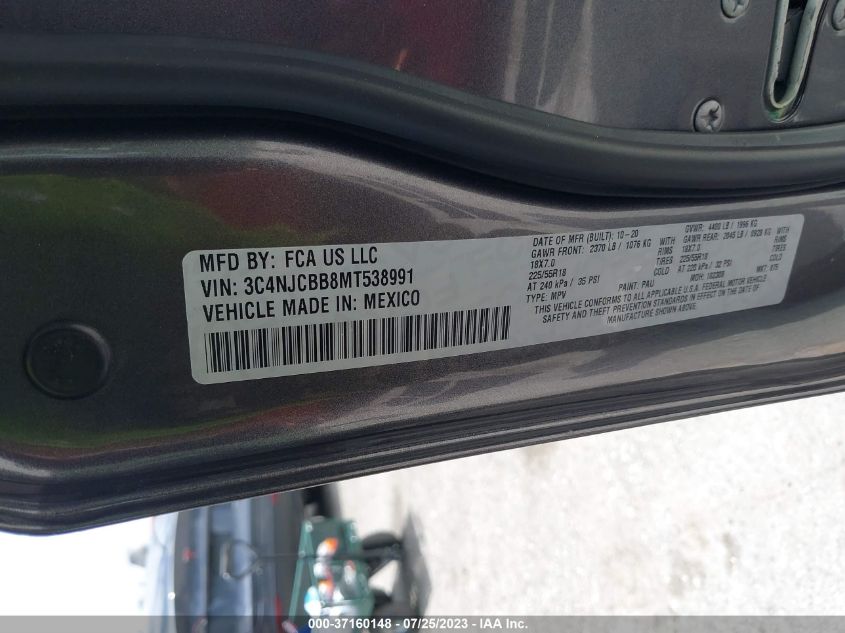 MFD BY: FCA US LLC
VIN: 3C4NJCBB8MT538991
VEHICLE MADE IN: MEXICO
DATE OF MFR (BUILT): 10-20 GVWR: 4400 LB / 1996 KG
GAWR FRONT: 2370 LB / 1076 KG WITH GAWR REAR: 2045 LB / 0928 KG WITH
18X7.0 RIMS 18X7.0 RIMS
225/55R18 TIRES 225/55R18 TIRES
AT 240 kPa / 35 PSI COLD AT 220 kPa / 32 PSI COLD
TYPE: MPV PAINT: PAU MDH: MKT:
THIS VEHICLE CONFORMS TO ALL APPLICABLE FEDERAL MOTOR VEHICLE
SAFETY AND THEFT PREVENTION STANDARDS IN EFFECT ON THE DATE OF
MANUFACTURE SHOWN ABOVE.
000-37160148 - 07/25/2023 - IAA Inc.